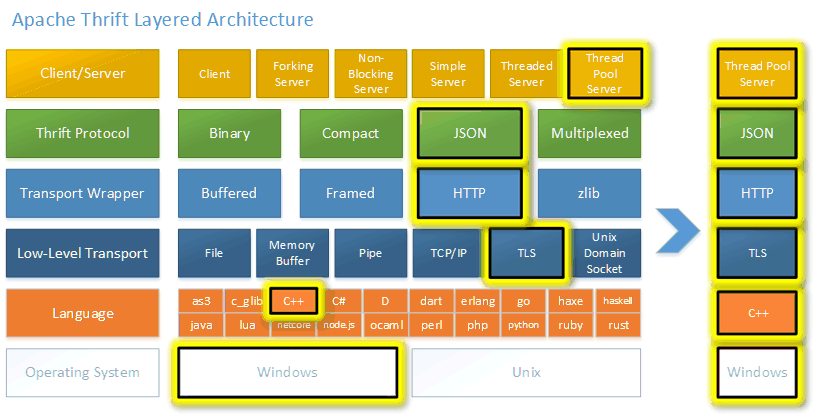 Apache Thrift Layered Architecture
Client/Server
Client
Forking
Server
Non-
Blocking
Server
Simple
Server
Threaded
Server
Thread
Pool
Server
Thread Pool
Server
Thrift Protocol
Binary
Compact
JSON
Multiplexed
JSON
Transport Wrapper
Buffered
Framed
HTTP
zlib
HTTP
Low-Level Transport
File
Memory
Buffer
Pipe
TCP/IP
TLS
Unix
Domain
Socket
TLS
Language
as3 c_glib C++ C# D dart erlang go haxe haskell
java lua netcore node.js ocaml perl php python ruby rust
C++
Operating System
Windows
Unix
Windows